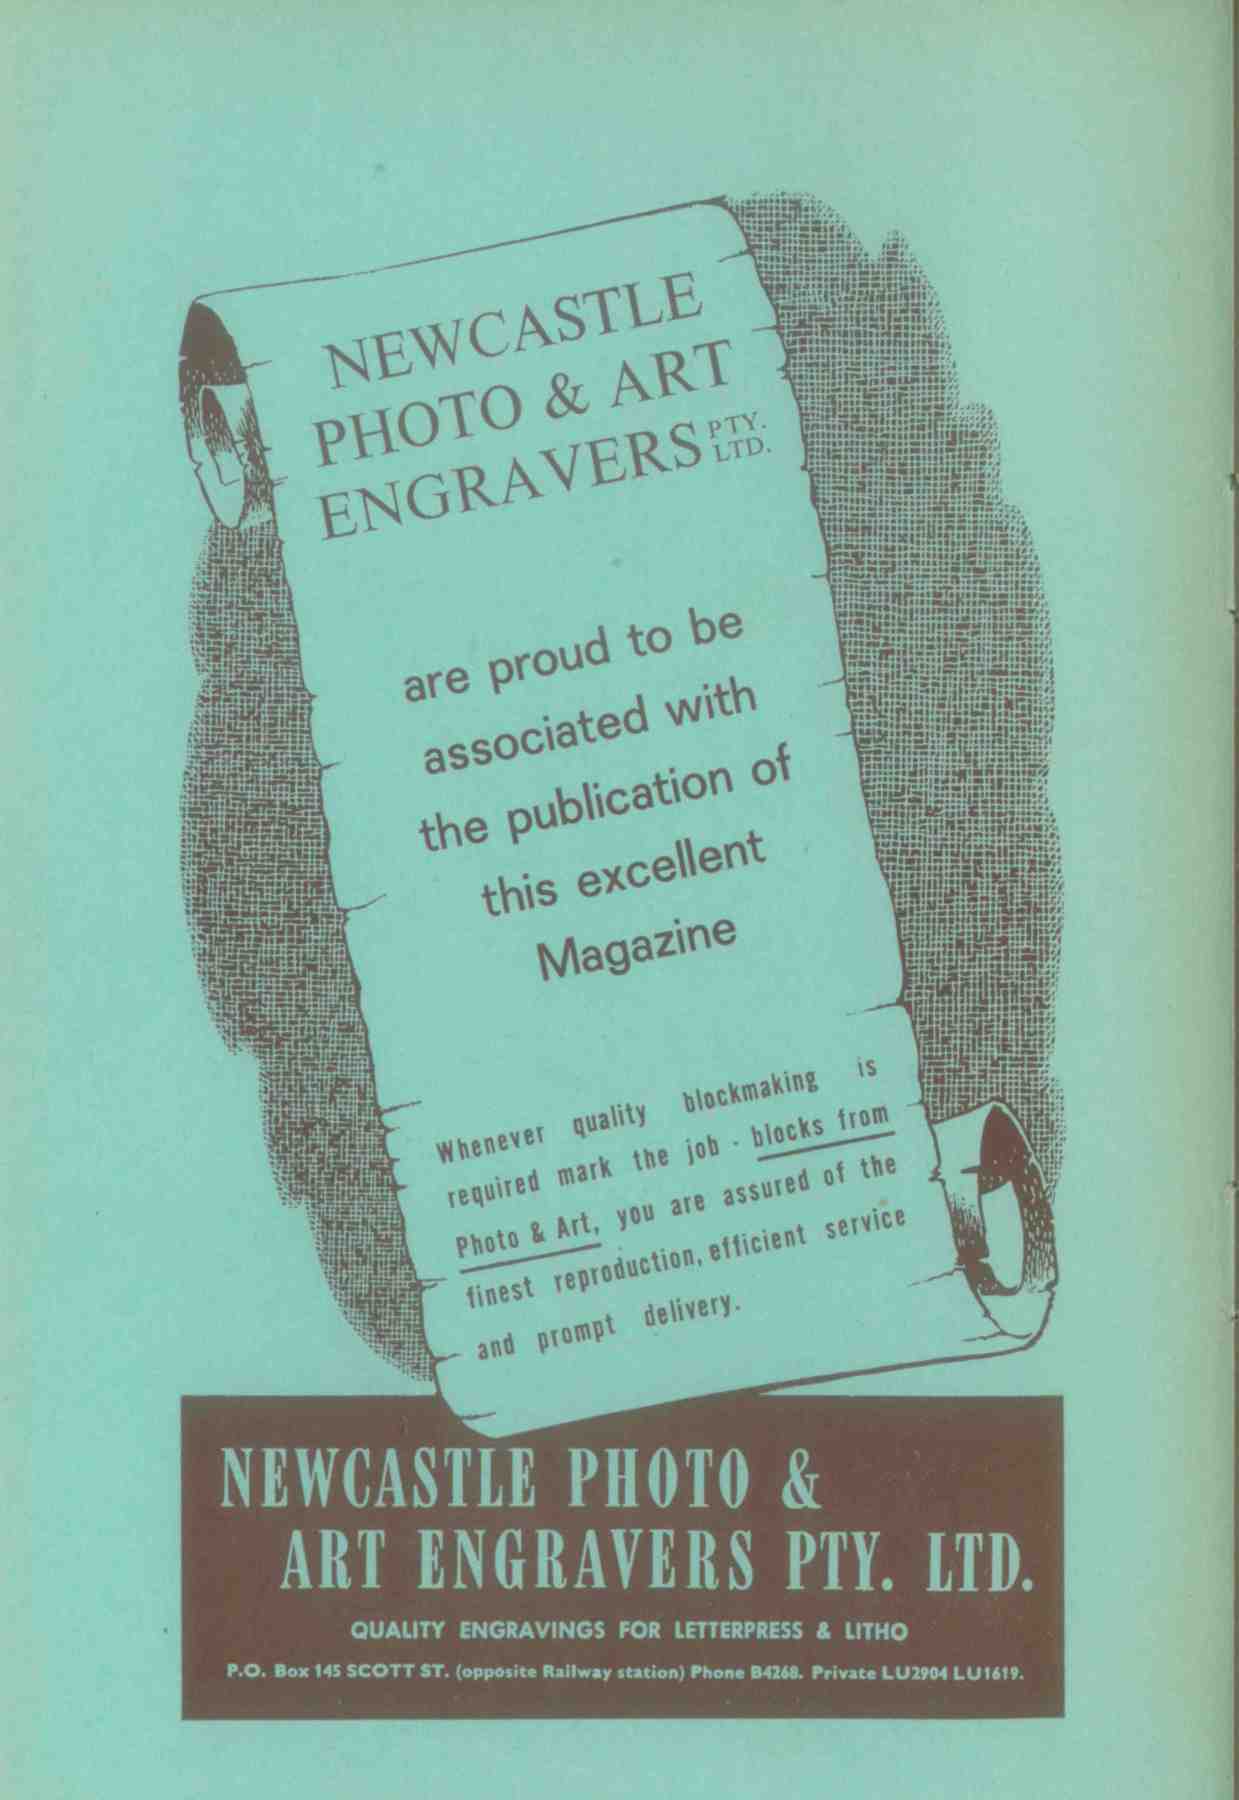 NEWCASTLE
PHOTO & ART
ENGRAVERS PTY. LTD.
are proud to be
associated with
the publication of
this excellent
Magazine
Whenever quality blockmaking is
required mark the job - blocks from
Photo & Art, you are assured of the
finest reproduction, efficient service
and prompt delivery.
NEWCASTLE PHOTO &
ART ENGRAVERS PTY. LTD.
QUALITY ENGRAVINGS FOR LETTERPRESS & LITHO
P.O. Box 145 SCOTT ST. (opposite Railway station) Phone B4268. Private LU2904 LU1619.